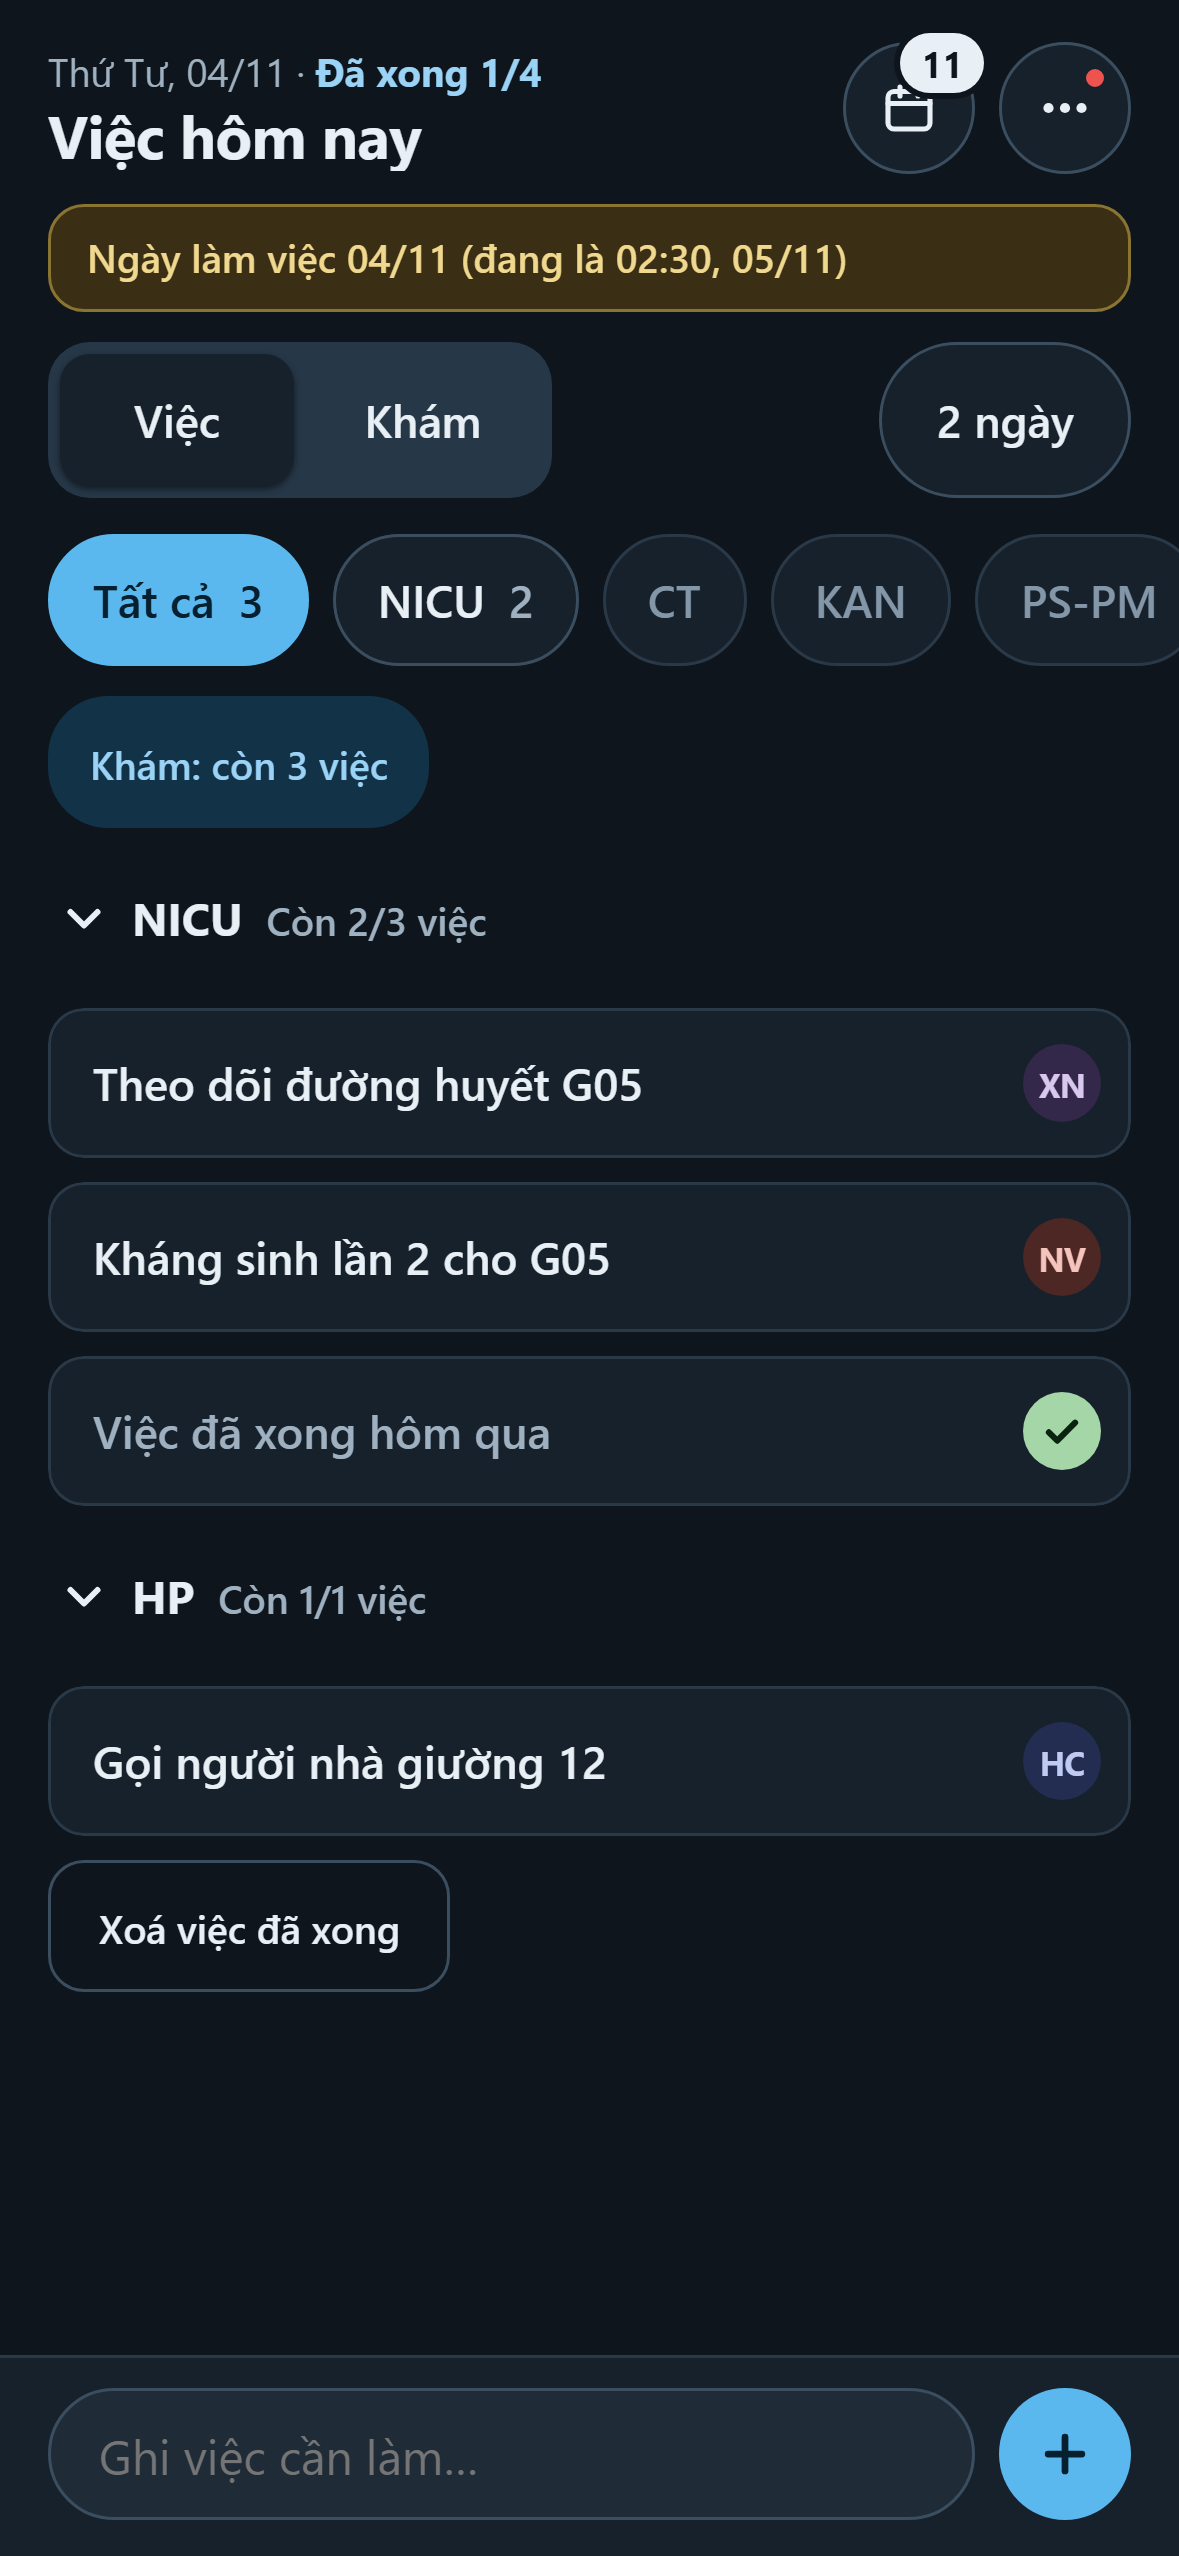 Thứ Tư, 04/11 · Đã xong 1/4
Việc hôm nay
11
Ngày làm việc 04/11 (đang là 02:30, 05/11)
Việc
Khám
2 ngày
Tất cả 3
NICU 2
CT
KAN
PS-PM
Khám: còn 3 việc
NICU Còn 2/3 việc
Theo dõi đường huyết G05
XN
Kháng sinh lần 2 cho G05
NV
Việc đã xong hôm qua
HP Còn 1/1 việc
Gọi người nhà giường 12
HC
Xoá việc đã xong
Ghi việc cần làm...